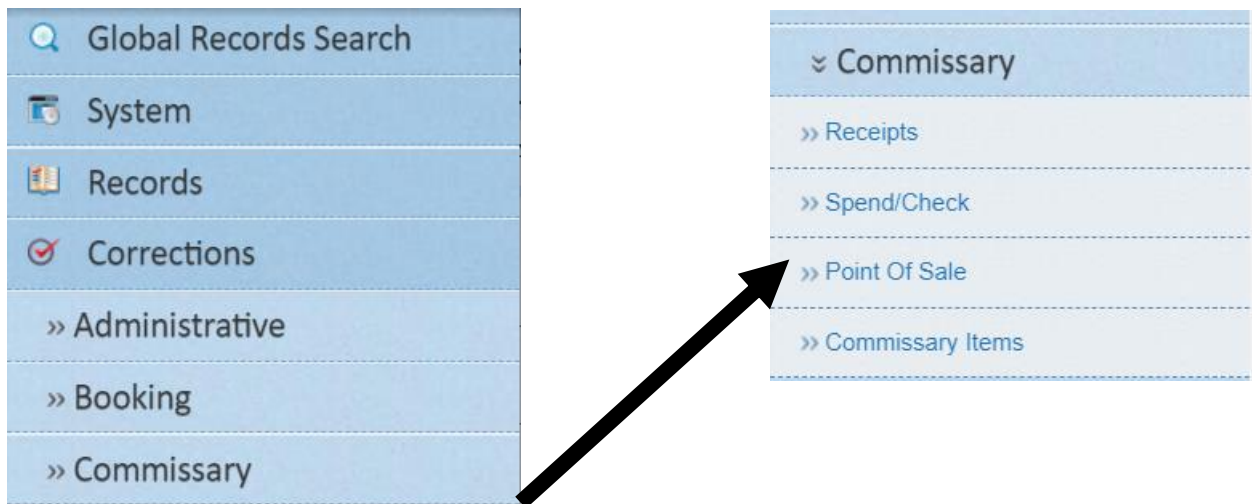 Global Records Search
System
Records
Corrections
» Administrative
» Booking
» Commissary
Commissary
» Receipts
» Spend/Check
» Point Of Sale
» Commissary Items